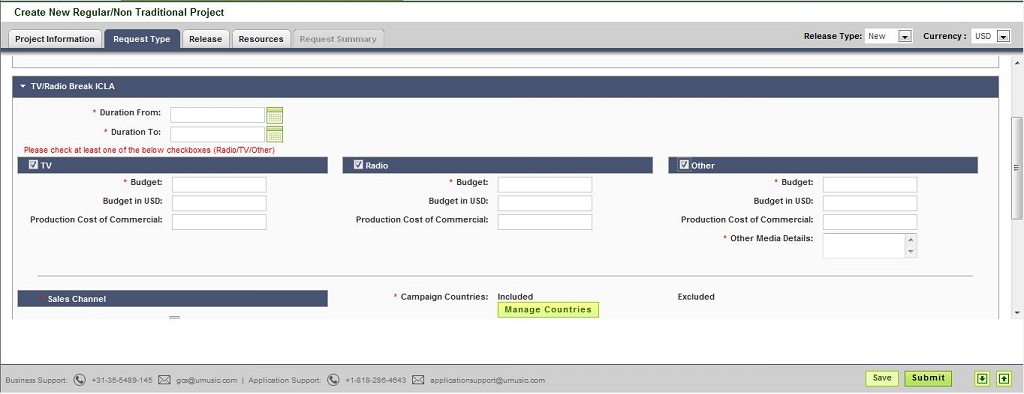 Create New Regular/Non Traditional Project
Project Information Request Type Release Resources Request Summary Release Type: New Currency : USD
TV/Radio Break ICLA
* Duration From:
* Duration To:
Please check at least one of the below checkboxes (Radio/TV/Other)
TV Radio Other
* Budget: * Budget: * Budget:
Budget in USD: Budget in USD: Budget in USD:
Production Cost of Commercial: Production Cost of Commercial: Production Cost of Commercial:
* Other Media Details:
* Sales Channel * Campaign Countries: Included Excluded
Manage Countries
Business Support: +31-35-5489-145 gcs@umusic.com | Application Support: +1-818-286-4643 applicationsupport@umusic.com Save Submit